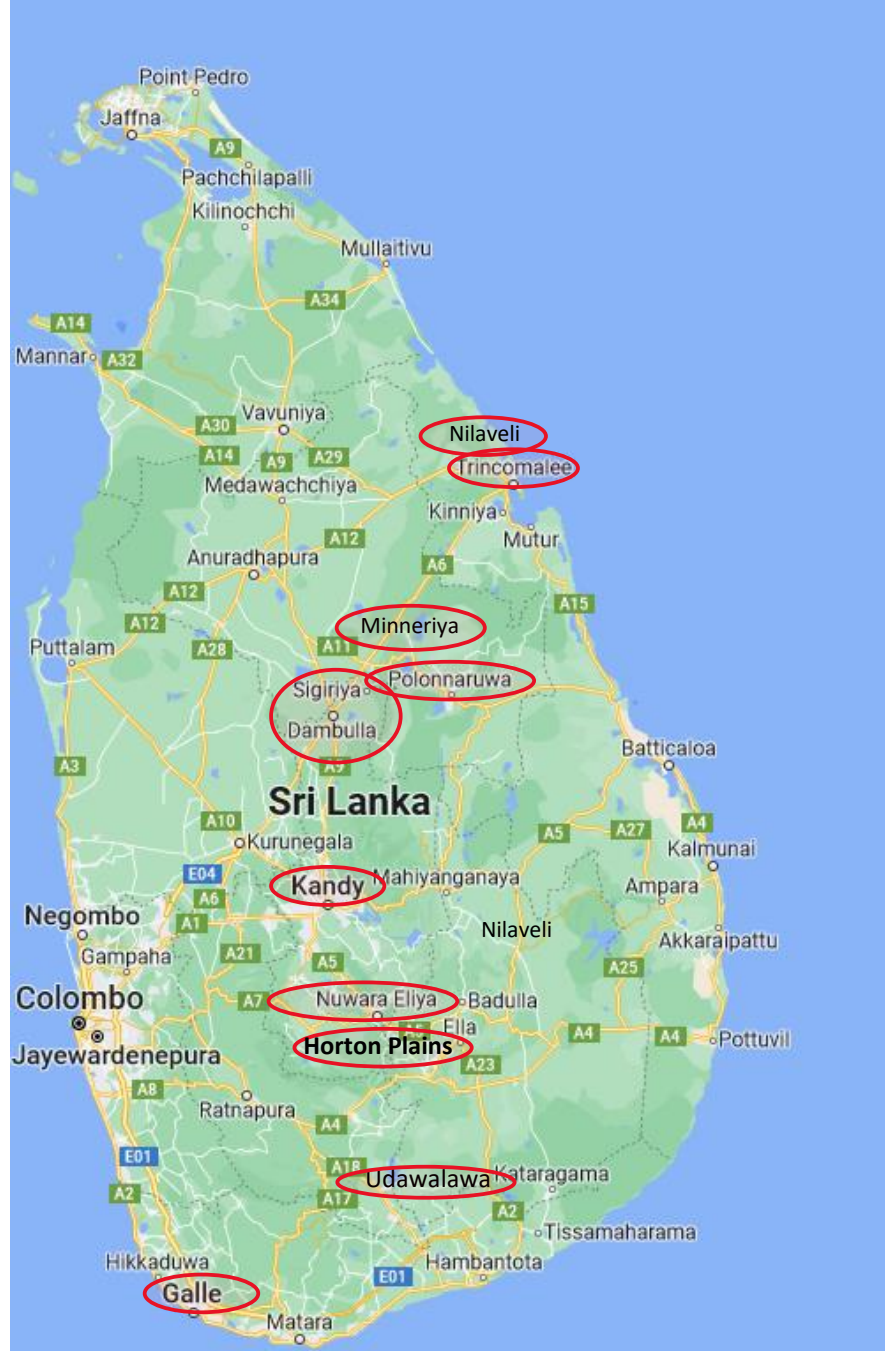 Point Pedro
Jaffna
A9
Pachchilapalli
Kilinochchi
Mullaitivu
A34
A14
Mannar
A32
Vavuniya
A30
Nilaveli
A14
A9
A29
Trincomalee
Medawachchiya
Kinniya
Mutur
A12
Anuradhapura
A6
A12
A15
A12
Minneriya
Puttalam
A28
A11
Sigiriya
Polonnaruwa
Dambulla
Batticaloa
A3
A9
Sri Lanka
A10
A5
A27
A4
Kurunegala
Kalmunai
E04
Kandy
Mahiyanganaya
Ampara
A6
Negombo
A1
Nilaveli
Akkaraipattu
Gampaha
A21
A5
A25
Colombo
A7
Nuwara Eliya
Badulla
A5
Ella
A4
A4
Pottuvil
Jayewardenepura
Horton Plains
A23
A8
Ratnapura
A4
E01
A18
Udawalawa
Kataragama
A2
A17
A2
Tissamaharama
Hikkaduwa
E01
Hambantota
Galle
Matara